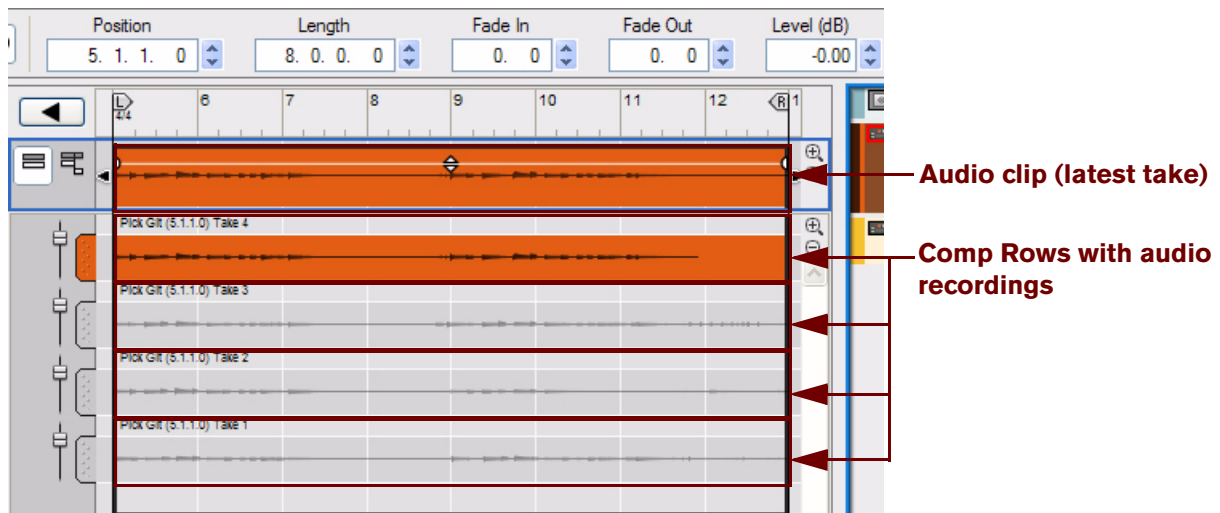 Position Length Fade In Fade Out Level (dB)
5. 1. 1. 0 8. 0. 0. 0 0. 0 0. 0 -0.00
L 6 7 8 9 10 11 12 R 1
4/4
Audio clip (latest take)
Pick Git (5.1.1.0) Take 4
Comp Rows with audio
recordings
Pick Git (5.1.1.0) Take 3
Pick Git (5.1.1.0) Take 2
Pick Git (5.1.1.0) Take 1